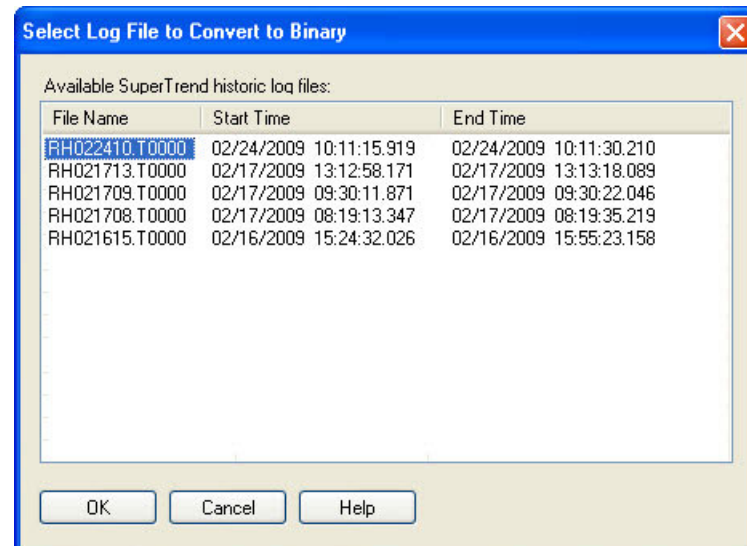 Select Log File to Convert to Binary
Available SuperTrend historic log files:
File Name Start Time End Time
RH022410.T0000 02/24/2009 10:11:15.919 02/24/2009 10:11:30.210
RH021713.T0000 02/17/2009 13:12:58.171 02/17/2009 13:13:18.089
RH021709.T0000 02/17/2009 09:30:11.871 02/17/2009 09:30:22.046
RH021708.T0000 02/17/2009 08:19:13.347 02/17/2009 08:19:35.219
RH021615.T0000 02/16/2009 15:24:32.026 02/16/2009 15:55:23.158
OK Cancel Help